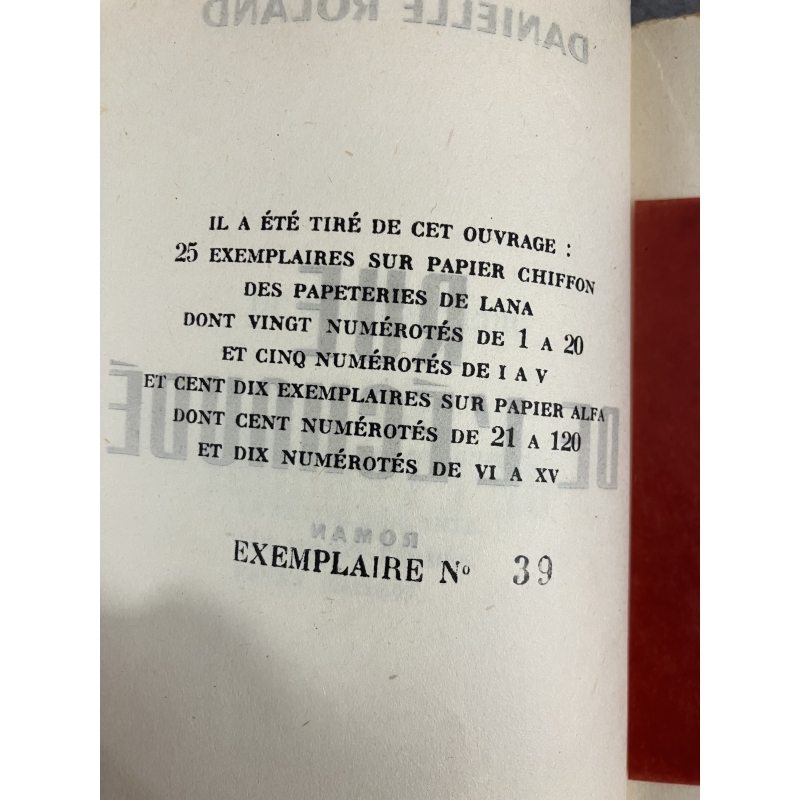 DANIELLE ROLAND
IL A ÉTÉ TIRÉ DE CET OUVRAGE :
25 EXEMPLAIRES SUR PAPIER CHIFFON
DES PAPETERIES DE LANA
DONT VINGT NUMÉROTÉS DE 1 A 20
ET CINQ NUMÉROTÉS DE I A V
ET CENT DIX EXEMPLAIRES SUR PAPIER ALFA
DONT CENT NUMÉROTÉS DE 21 A 120
ET DIX NUMÉROTÉS DE VI A XV
ROMAN
EXEMPLAIRE Nº 39